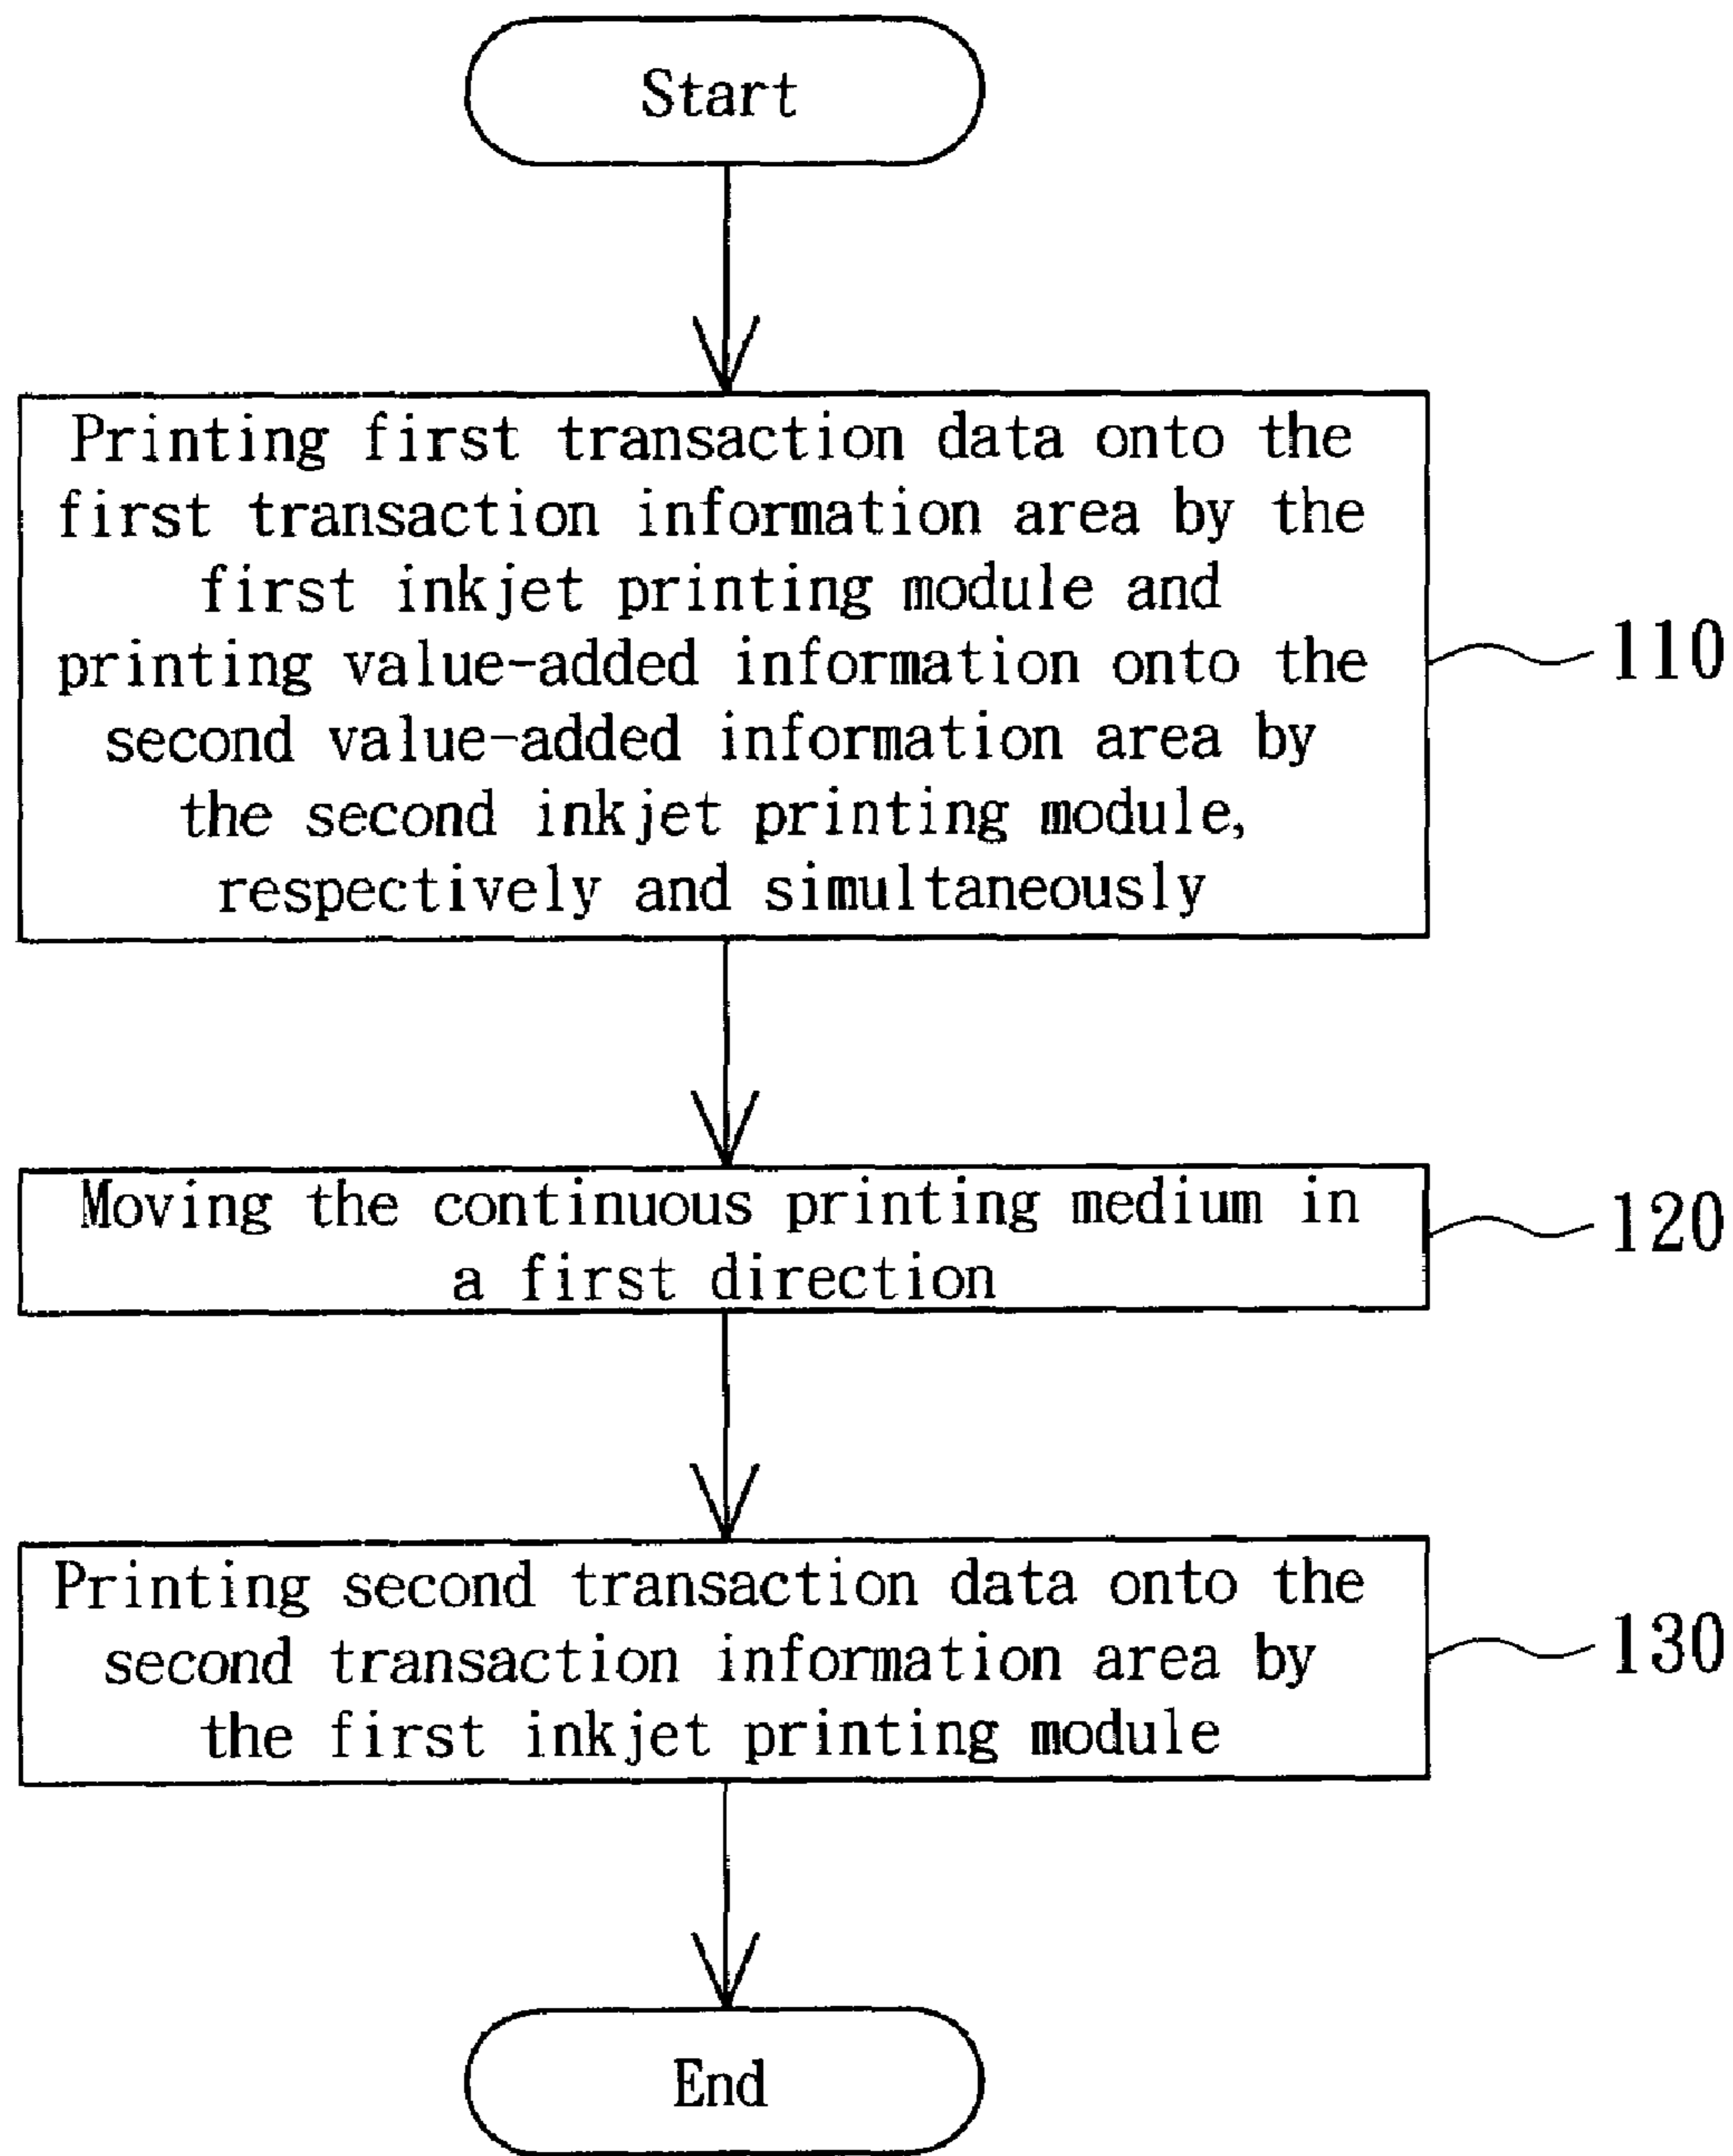 Start
Printing first transaction data onto the
first transaction information area by the
first inkjet printing module and
printing value-added information onto the
second value-added information area by
the second inkjet printing module,
respectively and simultaneously
110
Moving the continuous printing medium in
a first direction
120
Printing second transaction data onto the
second transaction information area by
the first inkjet printing module
130
End